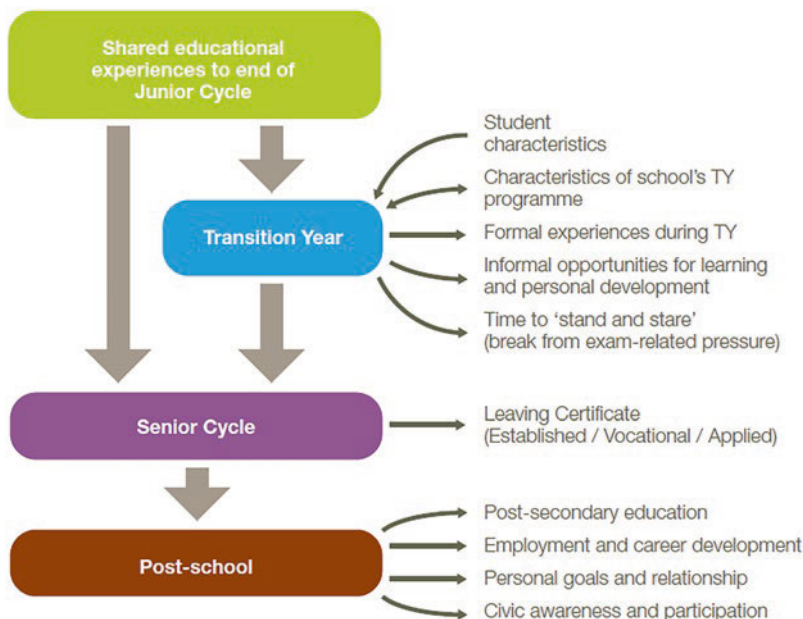 Shared educational
experiences to end of
Junior Cycle
Student
characteristics
Characteristics of school's TY
programme
Transition Year
Formal experiences during TY
Informal opportunities for learning
and personal development
Time to ‘stand and stare’
(break from exam-related pressure)
Senior Cycle
Leaving Certificate
(Established / Vocational / Applied)
Post-school
Post-secondary education
Employment and career development
Personal goals and relationship
Civic awareness and participation